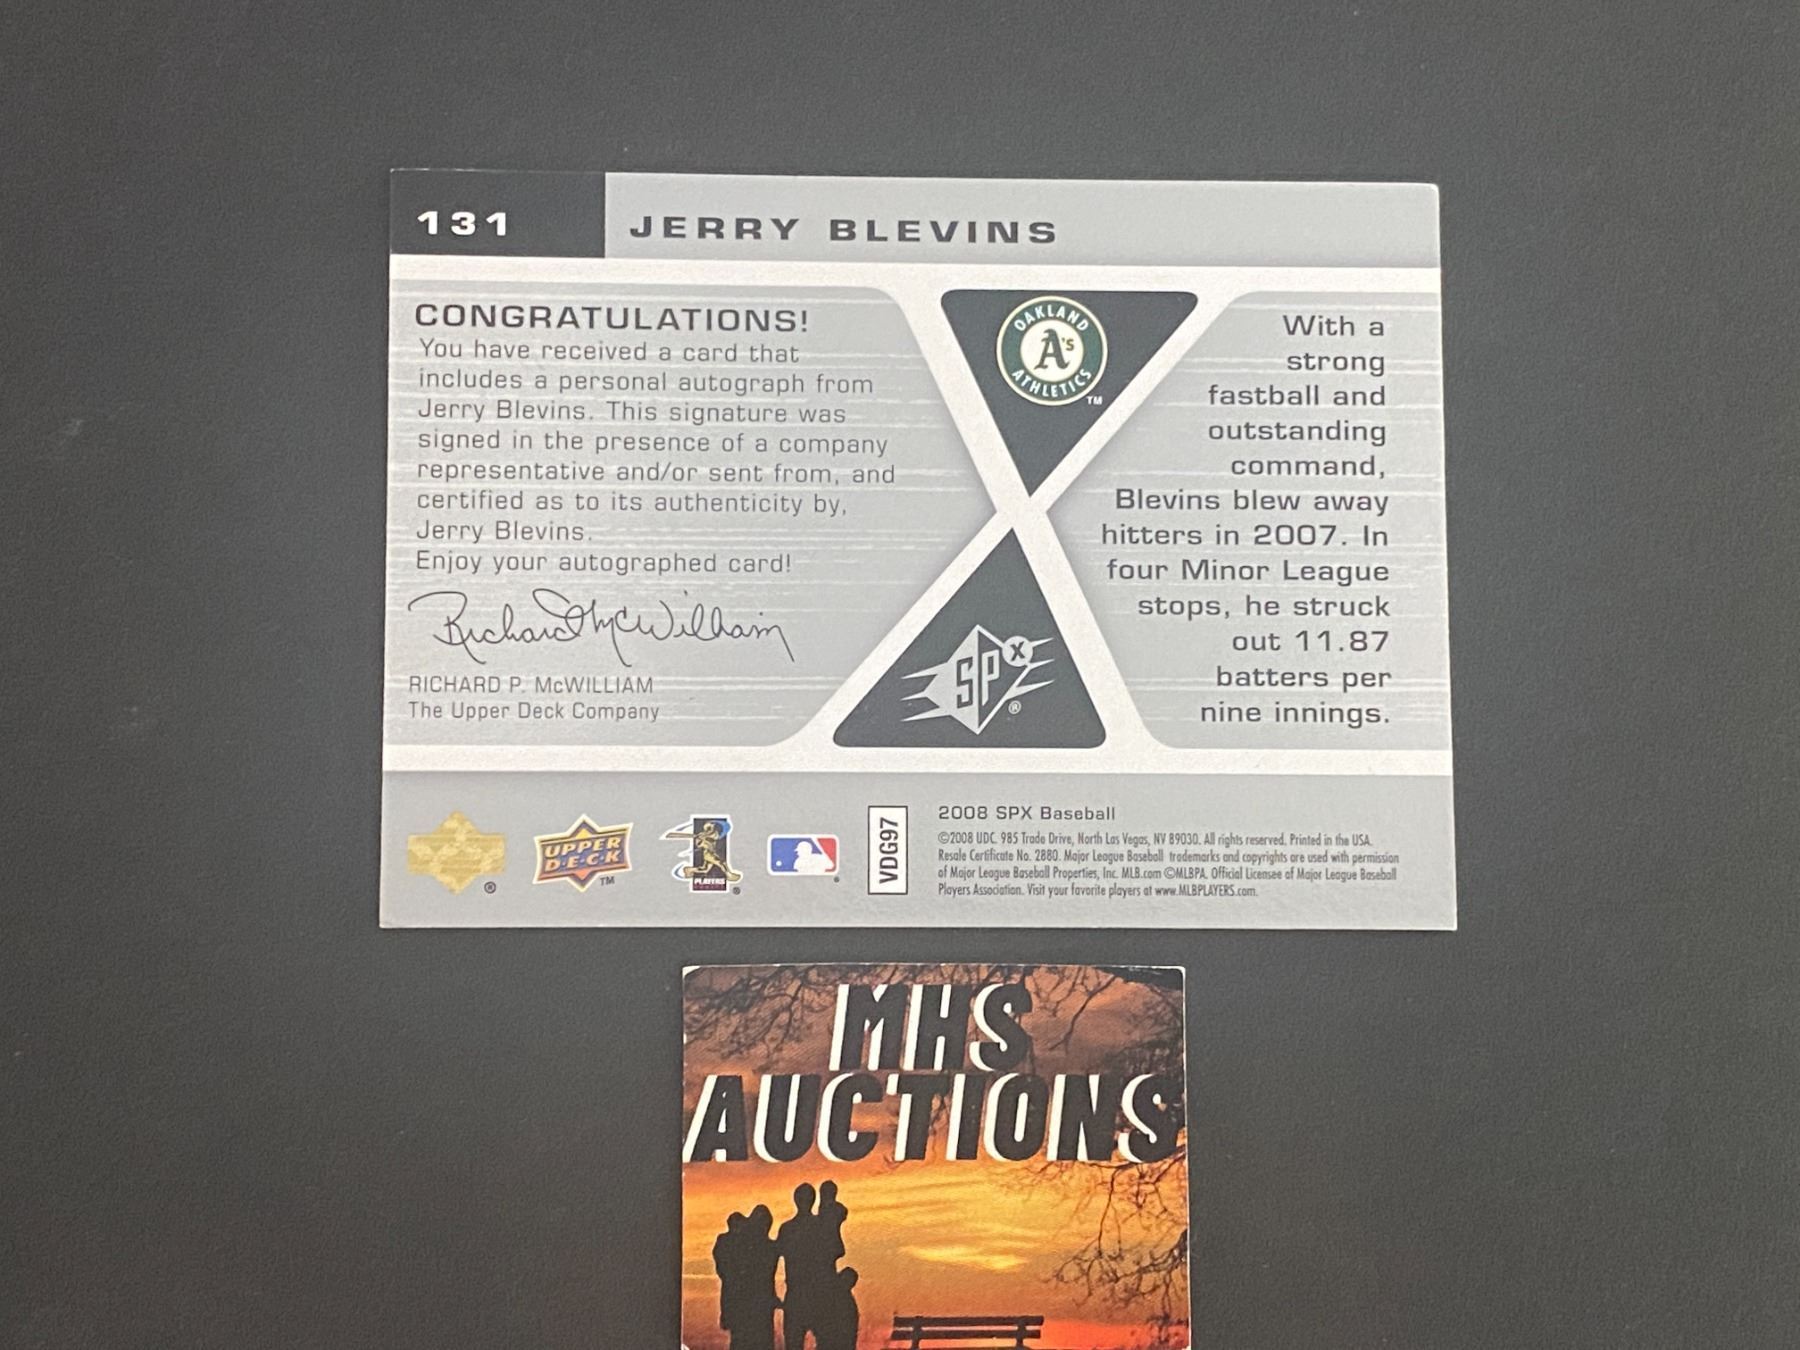 131
JERRY BLEVINS
CONGRATULATIONS!
You have received a card that
includes a personal autograph from
Jerry Blevins. This signature was
signed in the presence of a company
representative and/or sent from, and
certified as to its authenticity by,
Jerry Blevins.
Enjoy your autographed card!
Richard McWilliam
RICHARD P. McWILLIAM
The Upper Deck Company
OAKLAND
A's
ATHLETICS
TM
SPX
®
With a
strong
fastball and
outstanding
command,
Blevins blew away
hitters in 2007. In
four Minor League
stops, he struck
out 11.87
batters per
nine innings.
®
UPPER
D·E·C·K
TM
PLAYERS
®
VDG97
2008 SPX Baseball
©2008 UDC. 985 Trade Drive, North Las Vegas, NV 89030. All rights reserved. Printed in the USA.
Resale Certificate No. 2880. Major League Baseball trademarks and copyrights are used with permission
of Major League Baseball Properties, Inc. MLB.com ©MLBPA, Official Licensee of Major League Baseball
Players Association. Visit your favorite players at www.MLBPLAYERS.com.
MHS
AUCTIONS